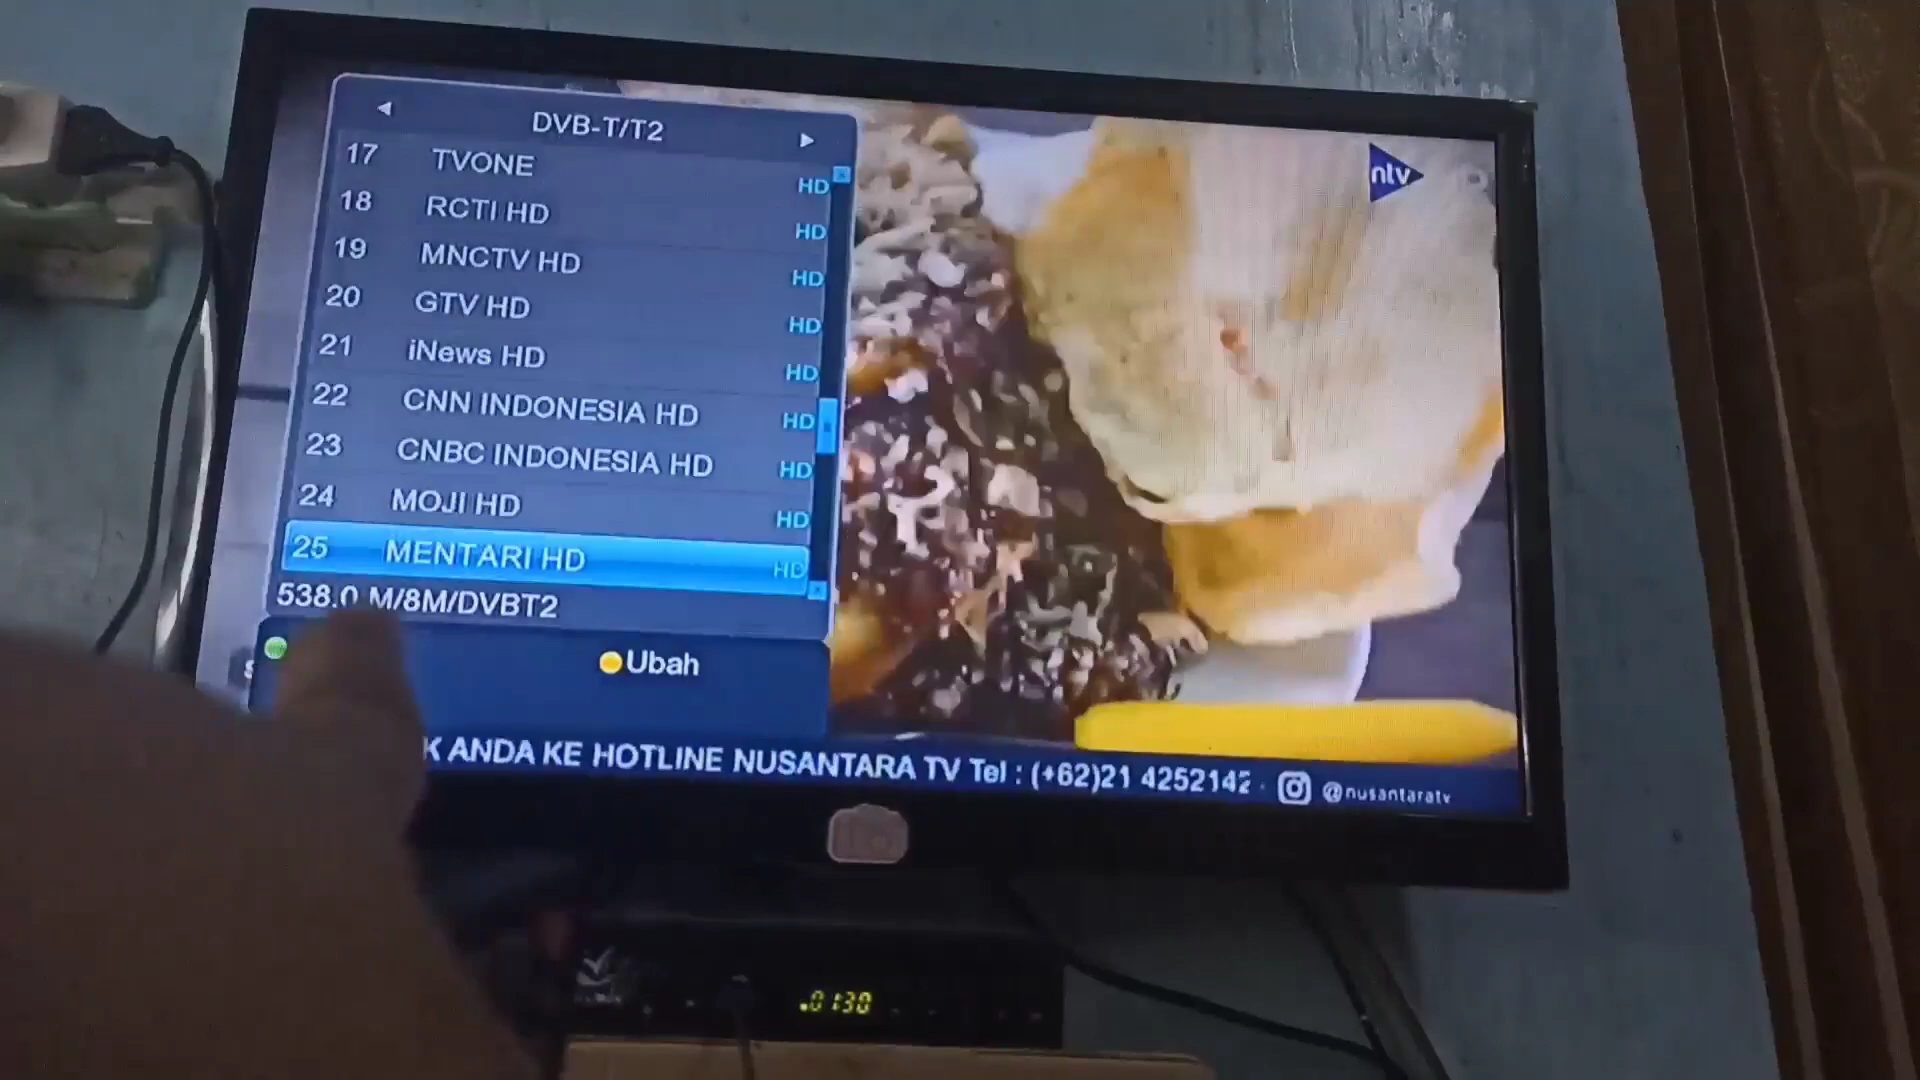 DVB-T/T2
17 TVONE HD
18 RCTI HD HD
19 MNCTV HD HD
20 GTV HD HD
21 iNews HD HD
22 CNN INDONESIA HD HD
23 CNBC INDONESIA HD HD
24 MOJI HD HD
25 MENTARI HD HD
538.0 M/8M/DVBT2
Ubah
ntv
K ANDA KE HOTLINE NUSANTARA TV Tel : (+62)21 4252142
@nusantaratv
01:30